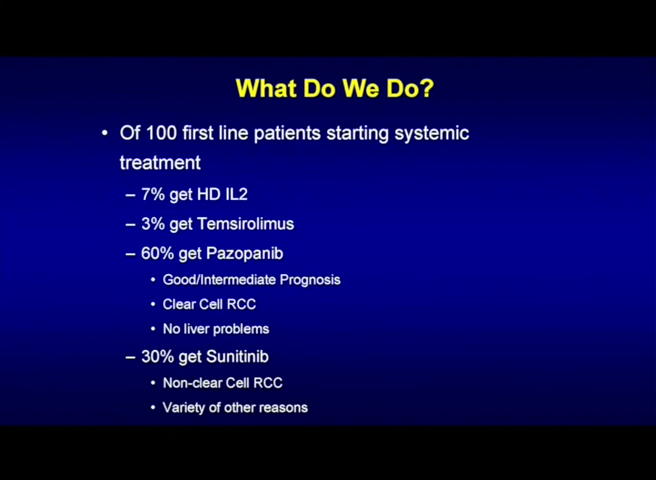 What Do We Do?
• Of 100 first line patients starting systemic
treatment
– 7% get HD IL2
– 3% get Temsirolimus
– 60% get Pazopanib
• Good/Intermediate Prognosis
• Clear Cell RCC
• No liver problems
– 30% get Sunitinib
• Non-clear Cell RCC
• Variety of other reasons